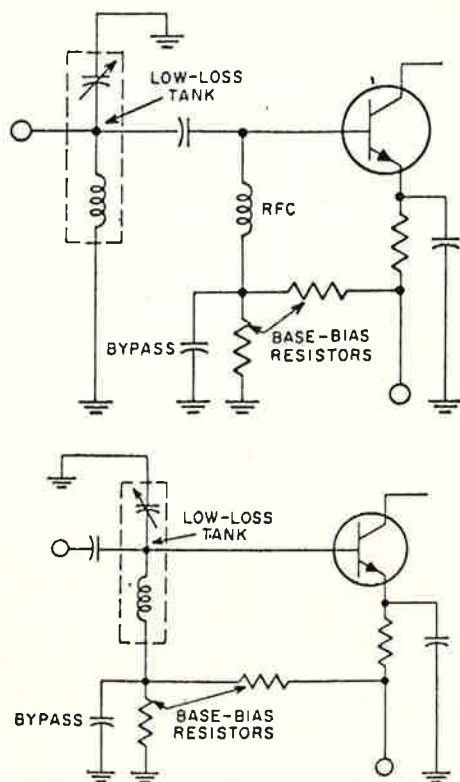 LOW-LOSS
TANK
RFC
BYPASS
BASE-BIAS
RESISTORS
LOW-LOSS
TANK
BYPASS
BASE-BIAS
RESISTORS